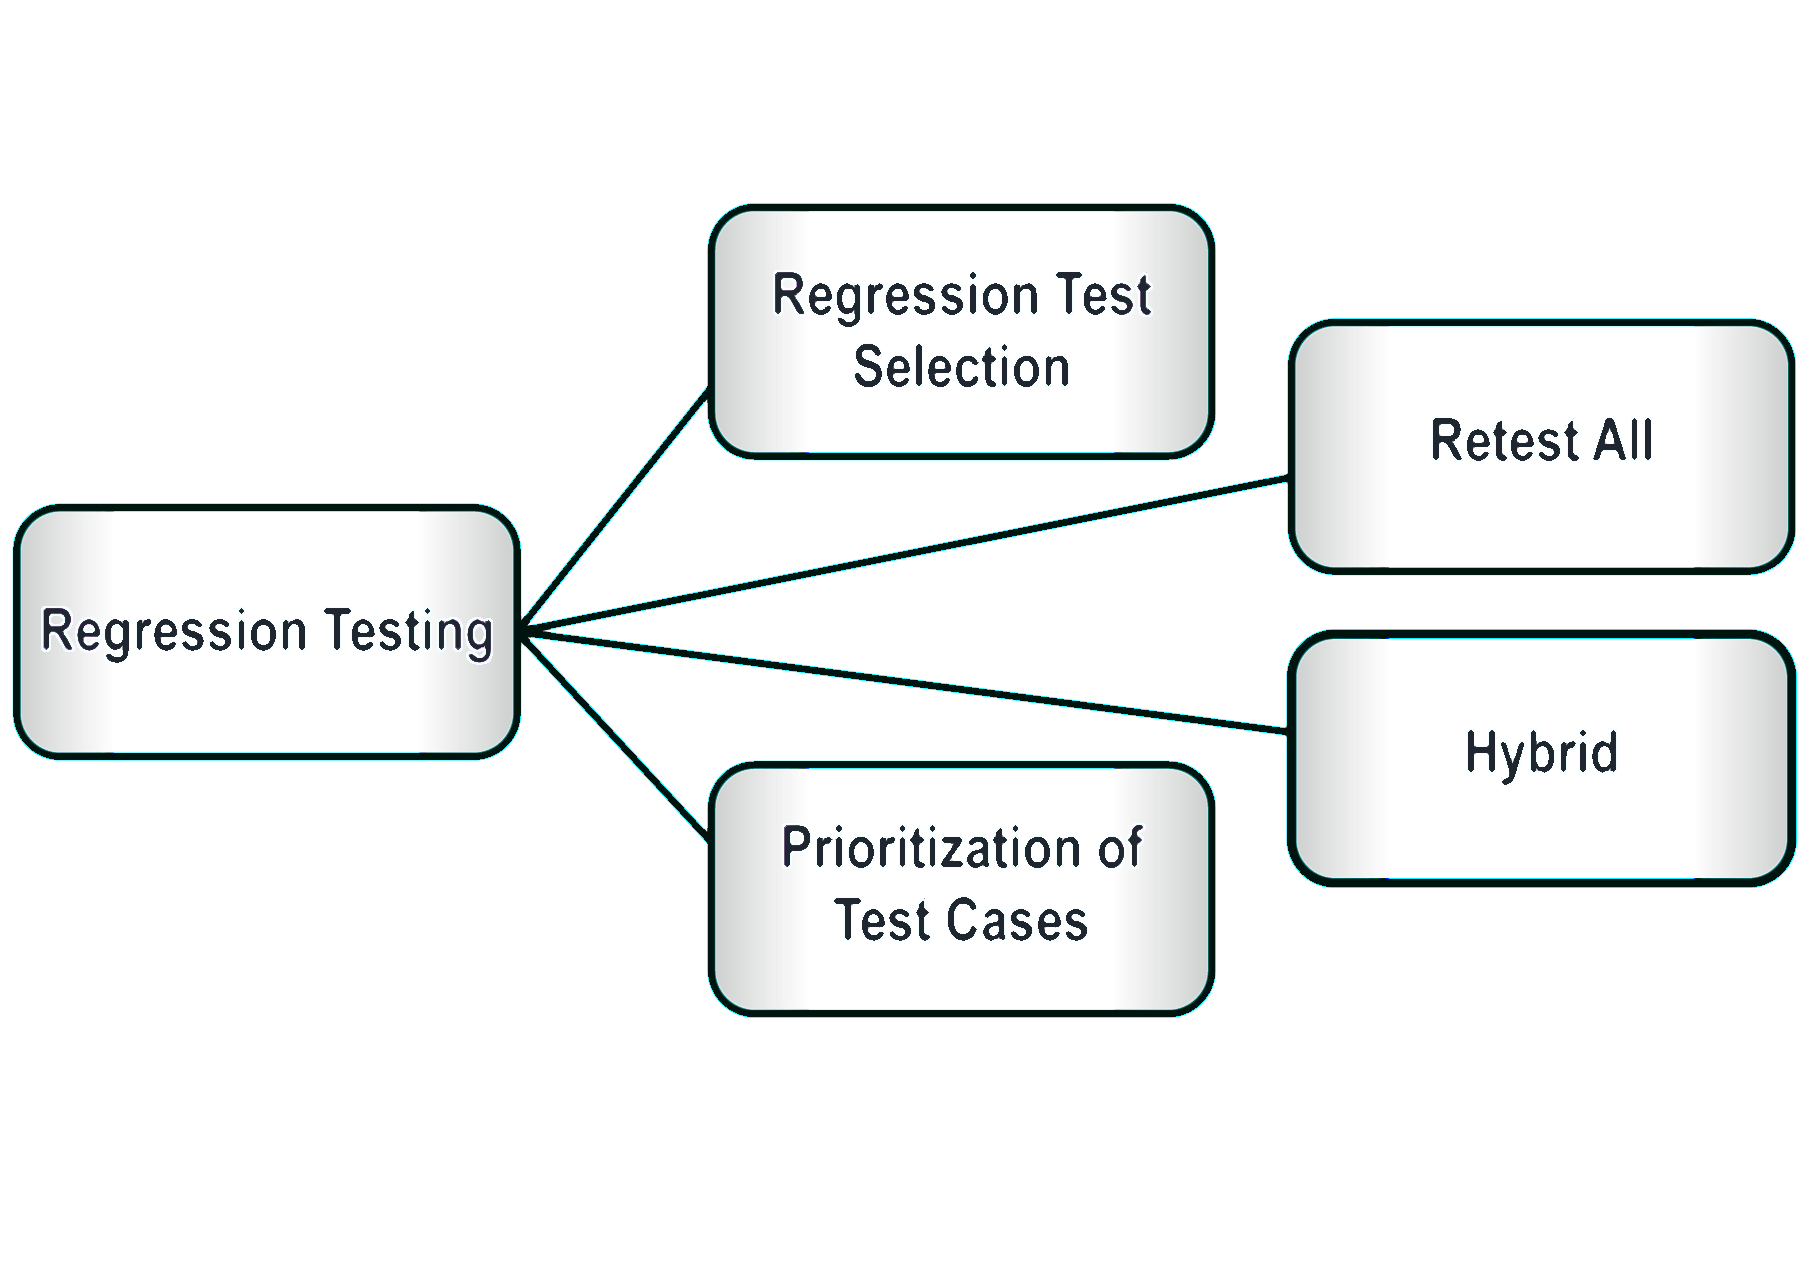 Regression Testing
Regression Test
Selection
Retest All
Hybrid
Prioritization of
Test Cases